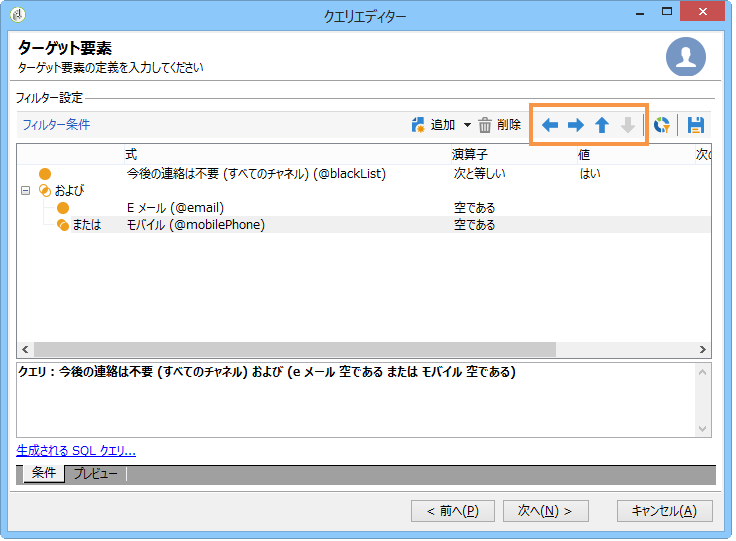 クエリエディター
ターゲット要素
ターゲット要素の定義を入力してください
フィルター設定
フィルター条件 追加 削除
式 演算子 値 次の
今後の連絡は不要 (すべてのチャネル) (@blackList) 次と等しい はい
および
E メール (@email) 空である
または モバイル (@mobilePhone) 空である
クエリ : 今後の連絡は不要 (すべてのチャネル) および (e メール 空である または モバイル 空である)
生成される SQL クエリ...
条件 プレビュー
< 前へ(P) 次へ(N) > キャンセル(A)